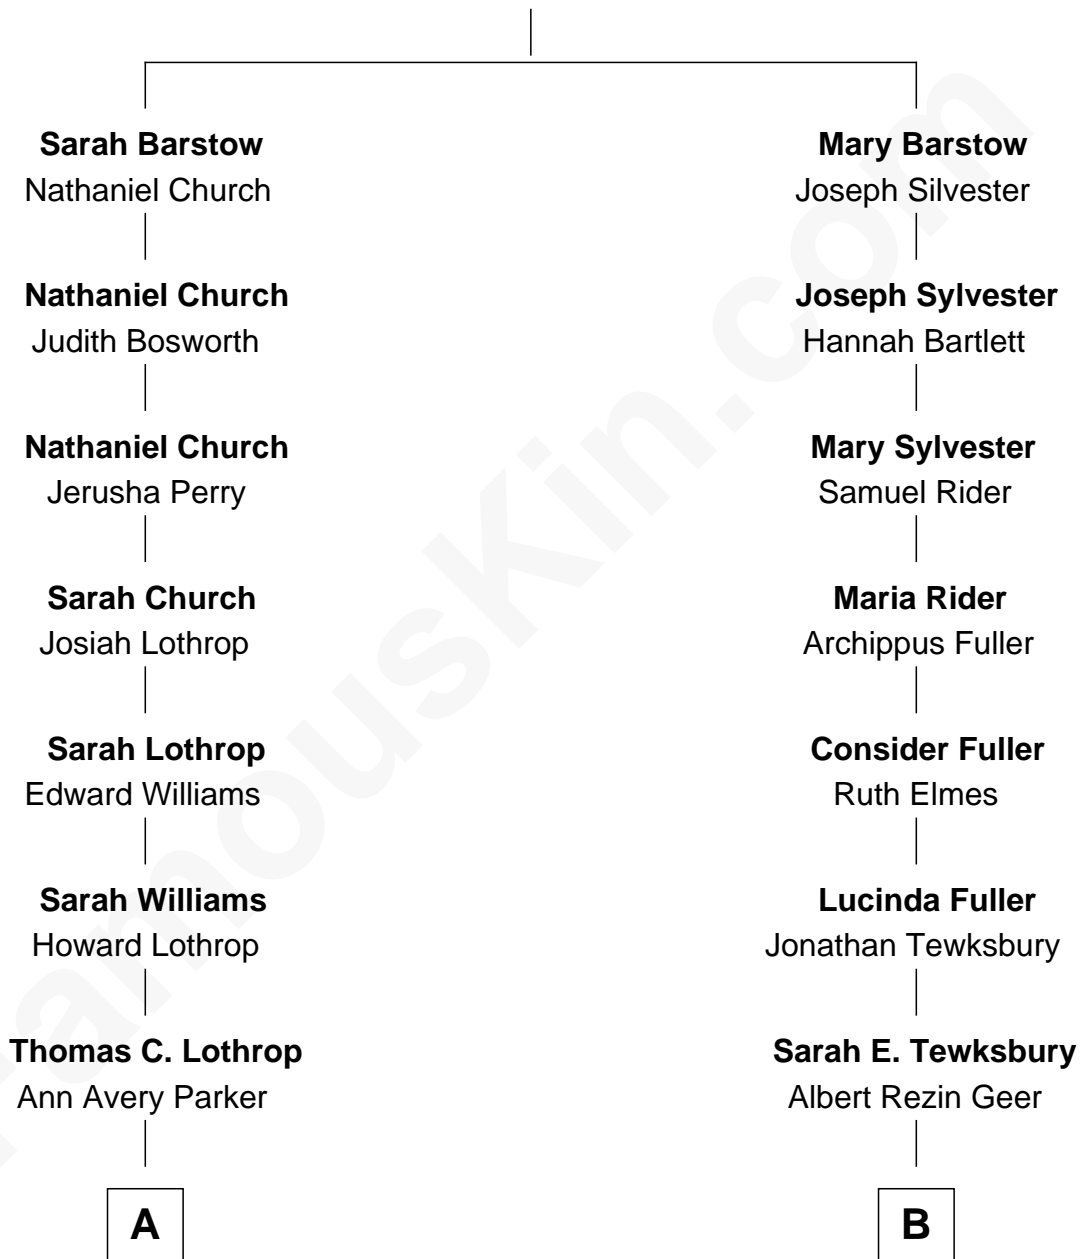 Sarah Barstow
Nathaniel Church
Nathaniel Church
Judith Bosworth
Nathaniel Church
Jerusha Perry
Sarah Church
Josiah Lothrop
Sarah Lothrop
Edward Williams
Sarah Williams
Howard Lothrop
Thomas C. Lothrop
Ann Avery Parker
A
Mary Barstow
Joseph Silvester
Joseph Sylvester
Hannah Bartlett
Mary Sylvester
Samuel Rider
Maria Rider
Archippus Fuller
Consider Fuller
Ruth Elmes
Lucinda Fuller
Jonathan Tewksbury
Sarah E. Tewksbury
Albert Rezin Geer
B
FamousKin.com